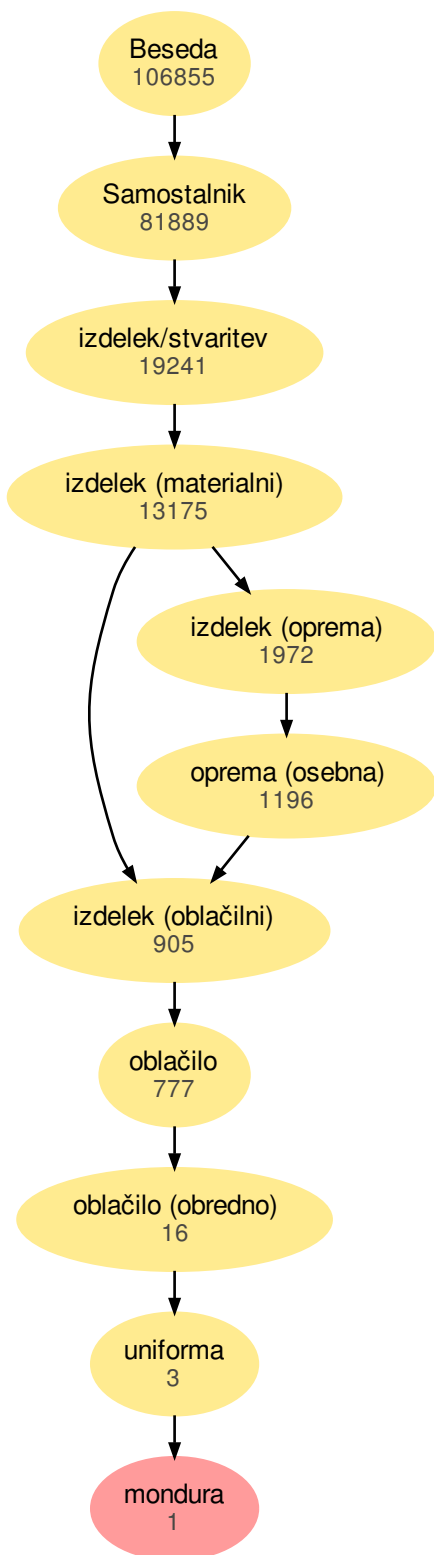 Beseda
106855
Samostalnik
81889
izdelek/stvaritev
19241
izdelek (materialni)
13175
izdelek (oprema)
1972
oprema (osebna)
1196
izdelek (oblačilni)
905
oblačilo
777
oblačilo (obredno)
16
uniforma
3
mondura
1